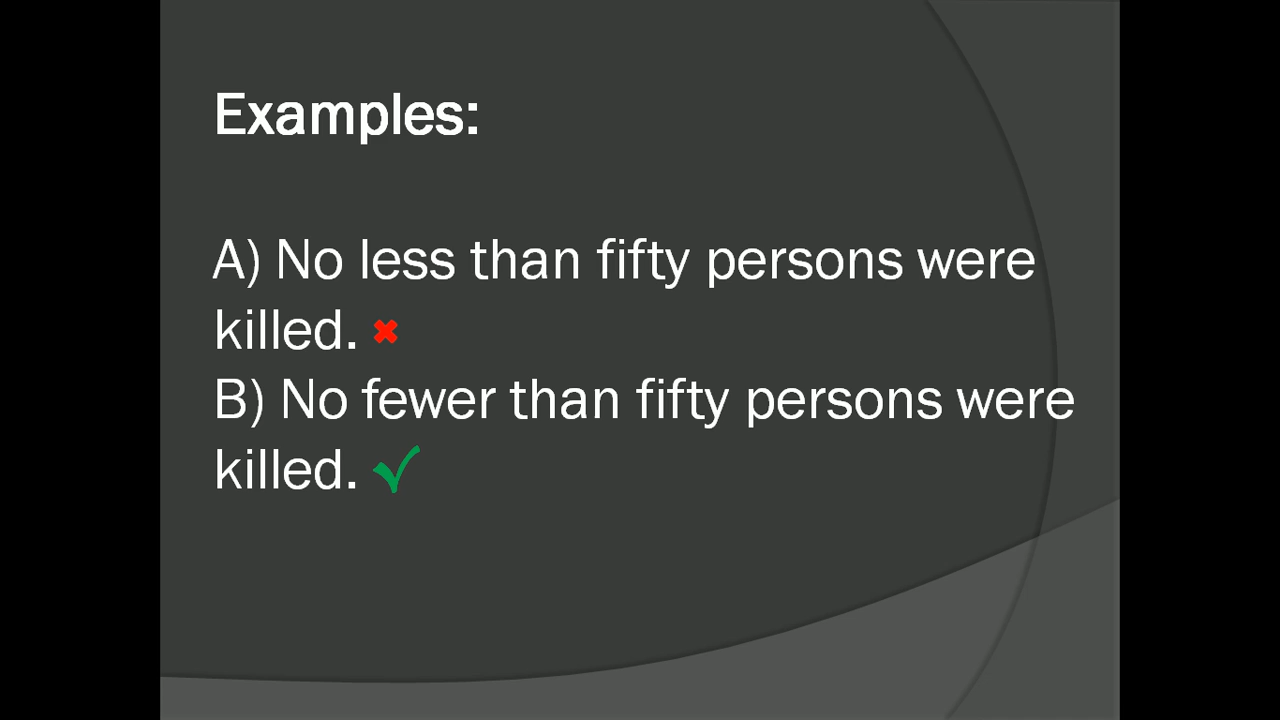 Examples:
A) No less than fifty persons were
killed. ✖
B) No fewer than fifty persons were
killed. ✓